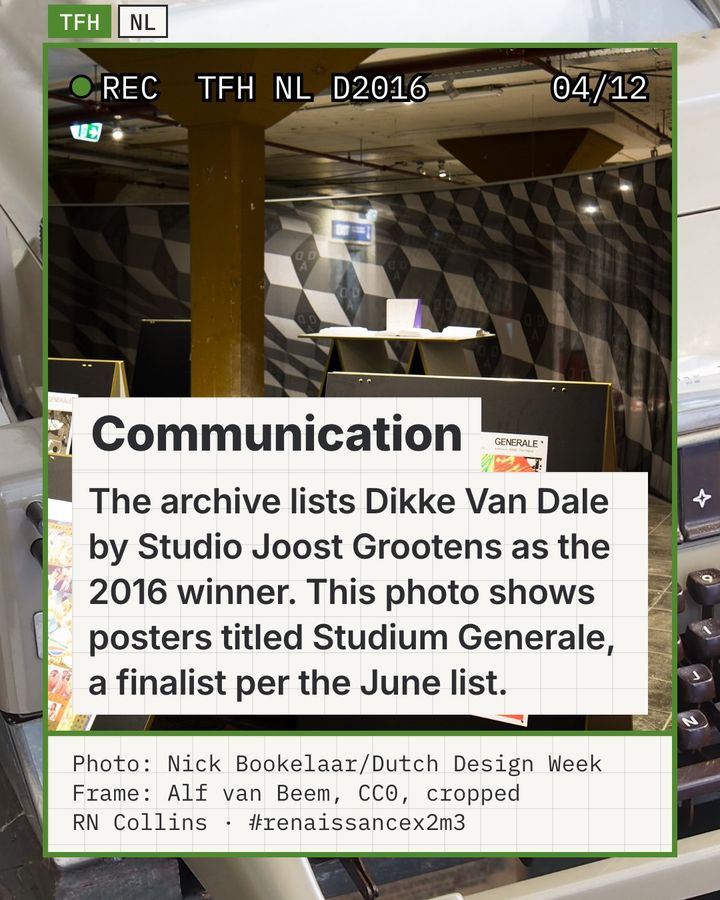 TFH NL
REC TFH NL D2016 04/12
EXIT
GENERALE
Communication
The archive lists Dikke Van Dale
by Studio Joost Grootens as the
2016 winner. This photo shows
posters titled Studium Generale,
a finalist per the June list.
Photo: Nick Bookelaar/Dutch Design Week
Frame: Alf van Beem, CC0, cropped
RN Collins · #renaissancex2m3
J
N